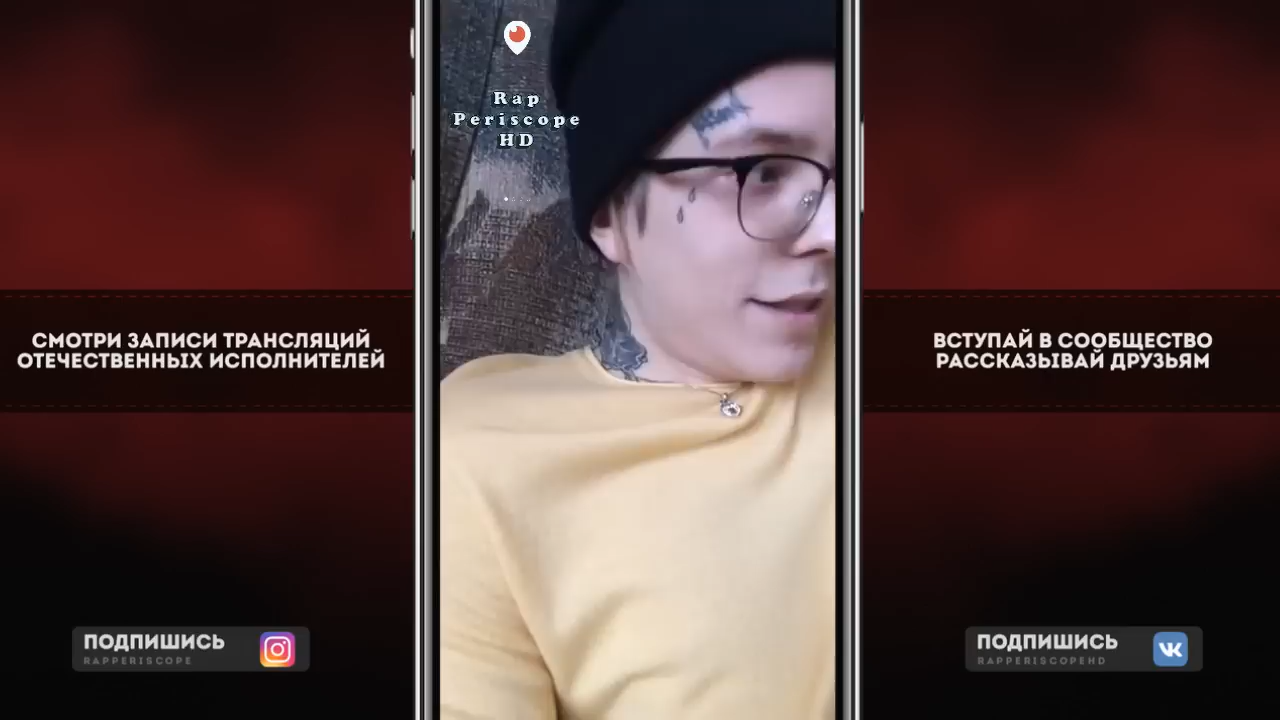 Rap
Periscope
HD
СМОТРИ ЗАПИСИ ТРАНСЛЯЦИЙ
ОТЕЧЕСТВЕННЫХ ИСПОЛНИТЕЛЕЙ
ВСТУПАЙ В СООБЩЕСТВО
РАССКАЗЫВАЙ ДРУЗЬЯМ
ПОДПИШИСЬ
RAPPERISCOPE
ПОДПИШИСЬ
RAPPERISCOPEHD